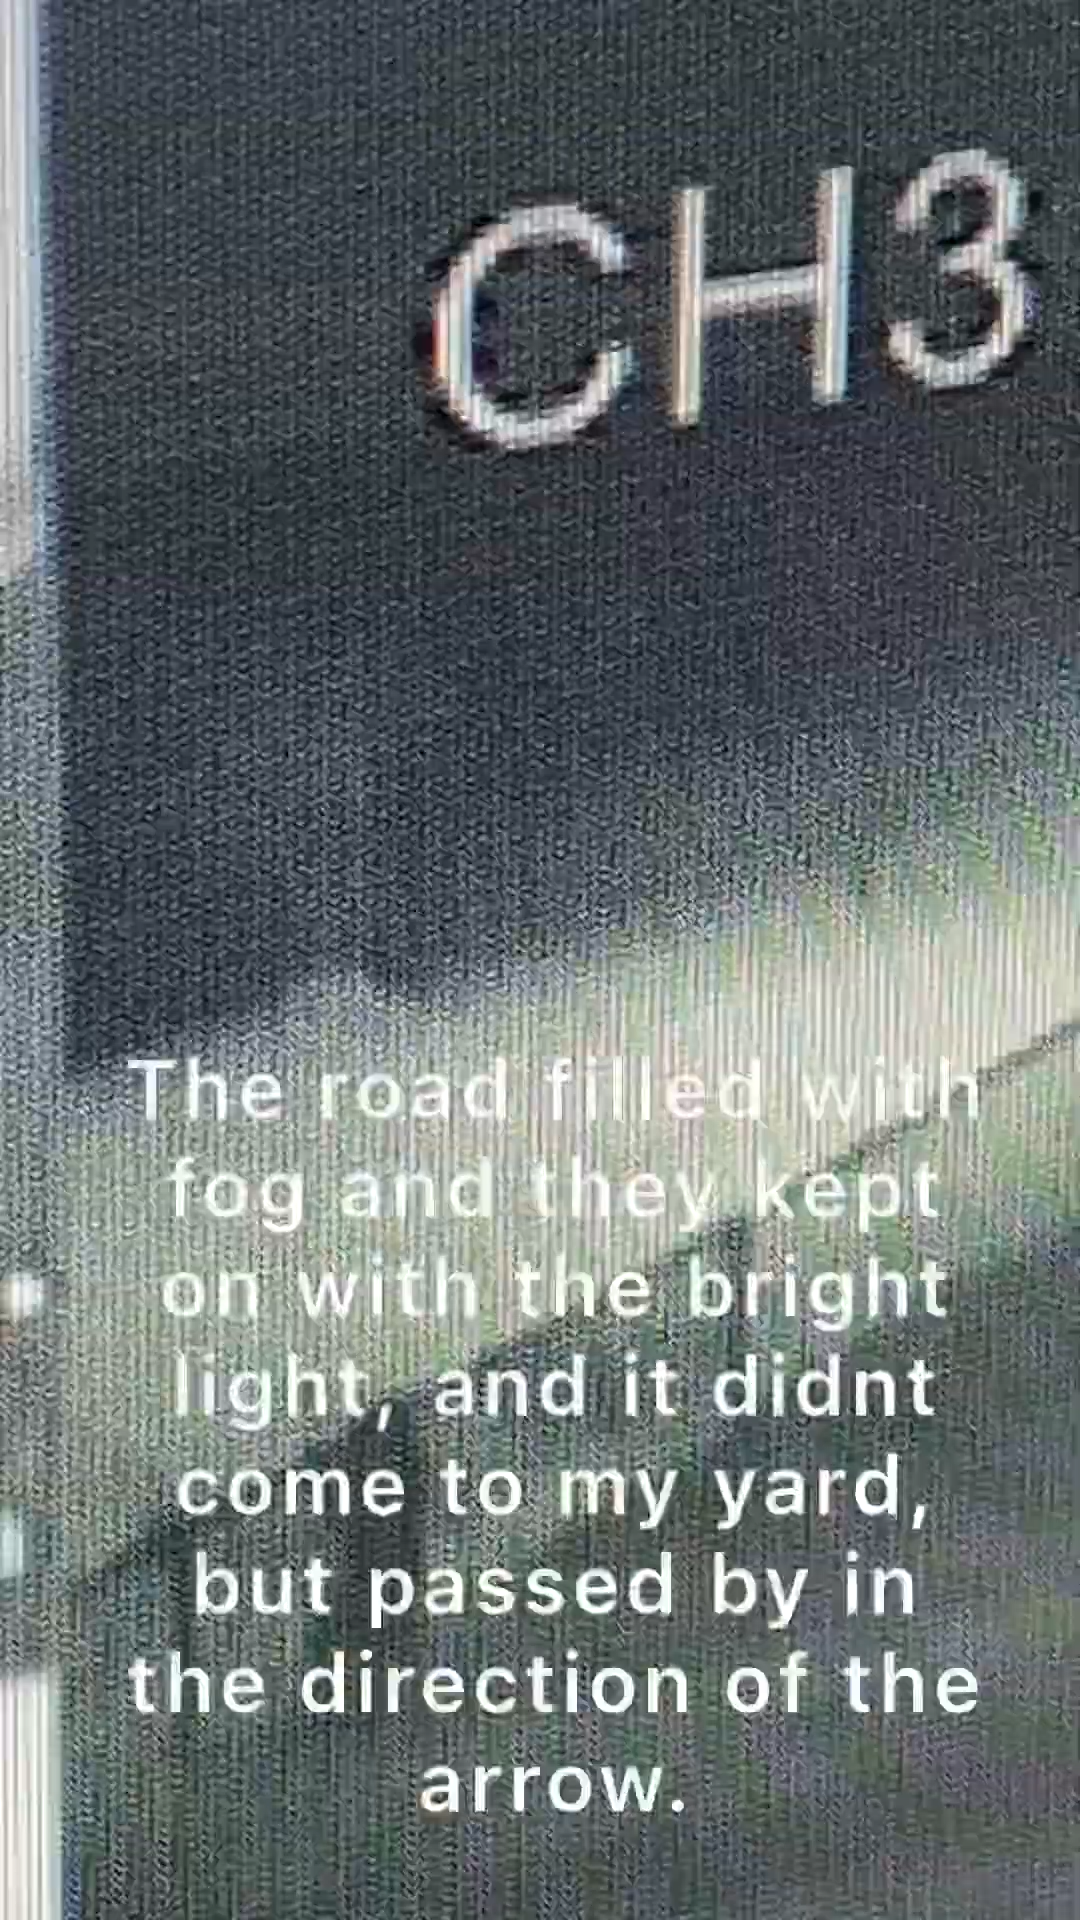 CH3
The road filled with
fog and they kept
on with the bright
light, and it didnt
come to my yard,
but passed by in
the direction of the
arrow.